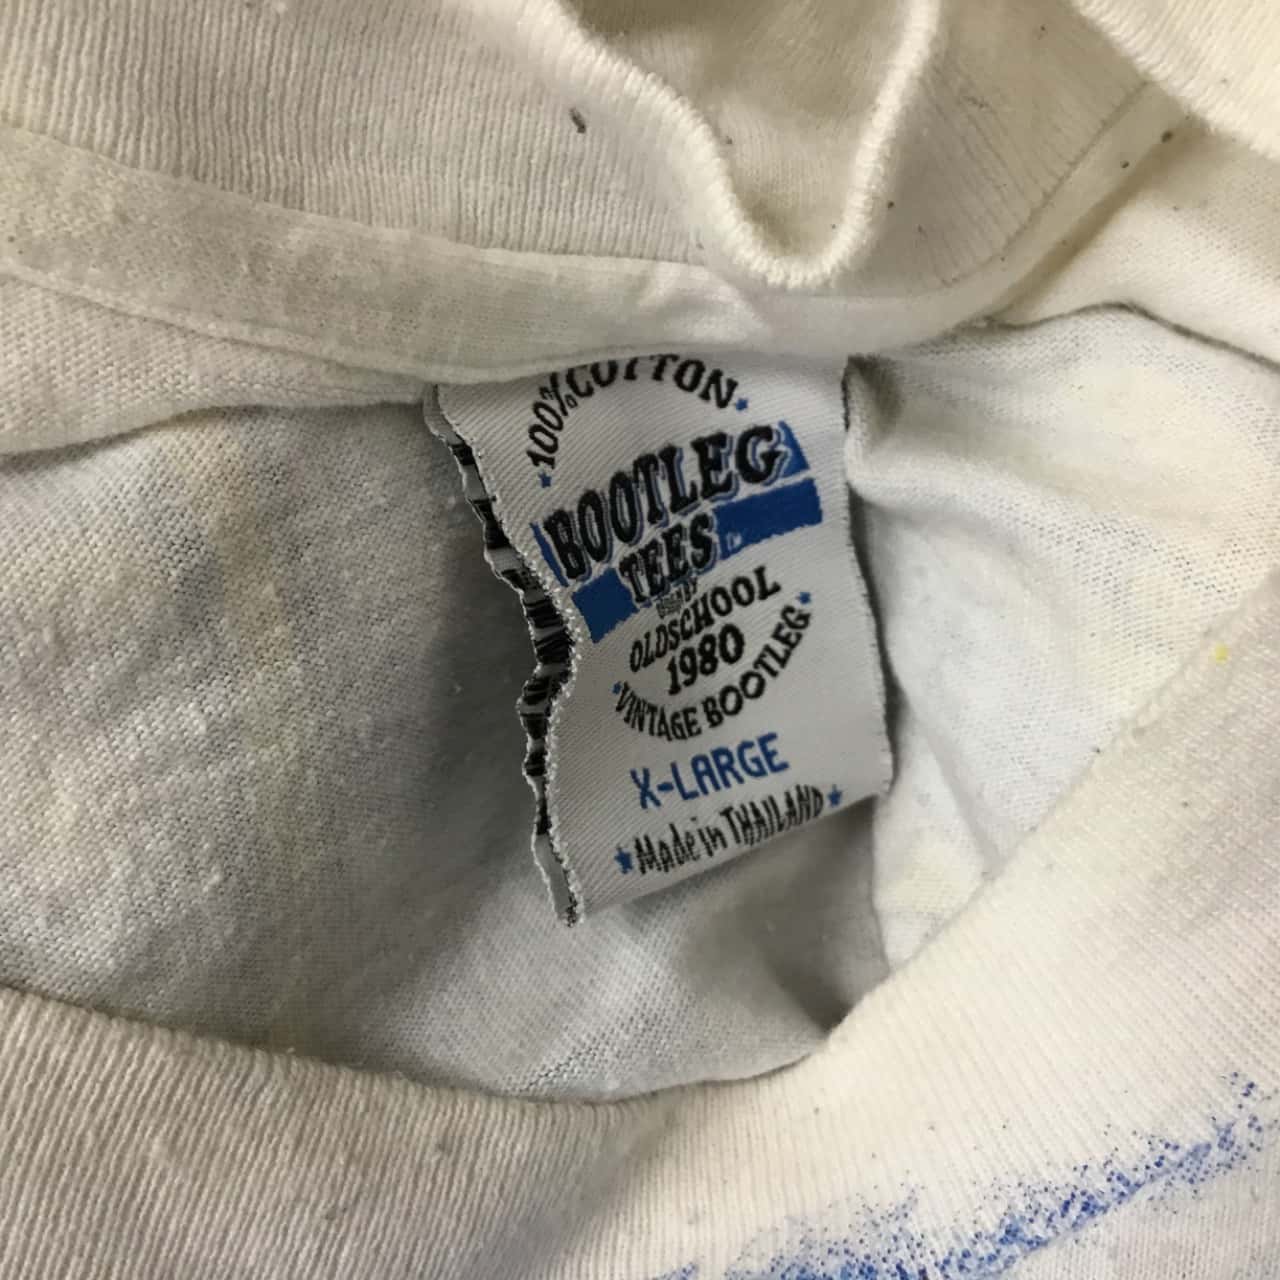 100% COTTON
BOOTLEG
TEES
OLDSCHOOL
1980
VINTAGE BOOTLEG
X-LARGE
Made in THAILAND